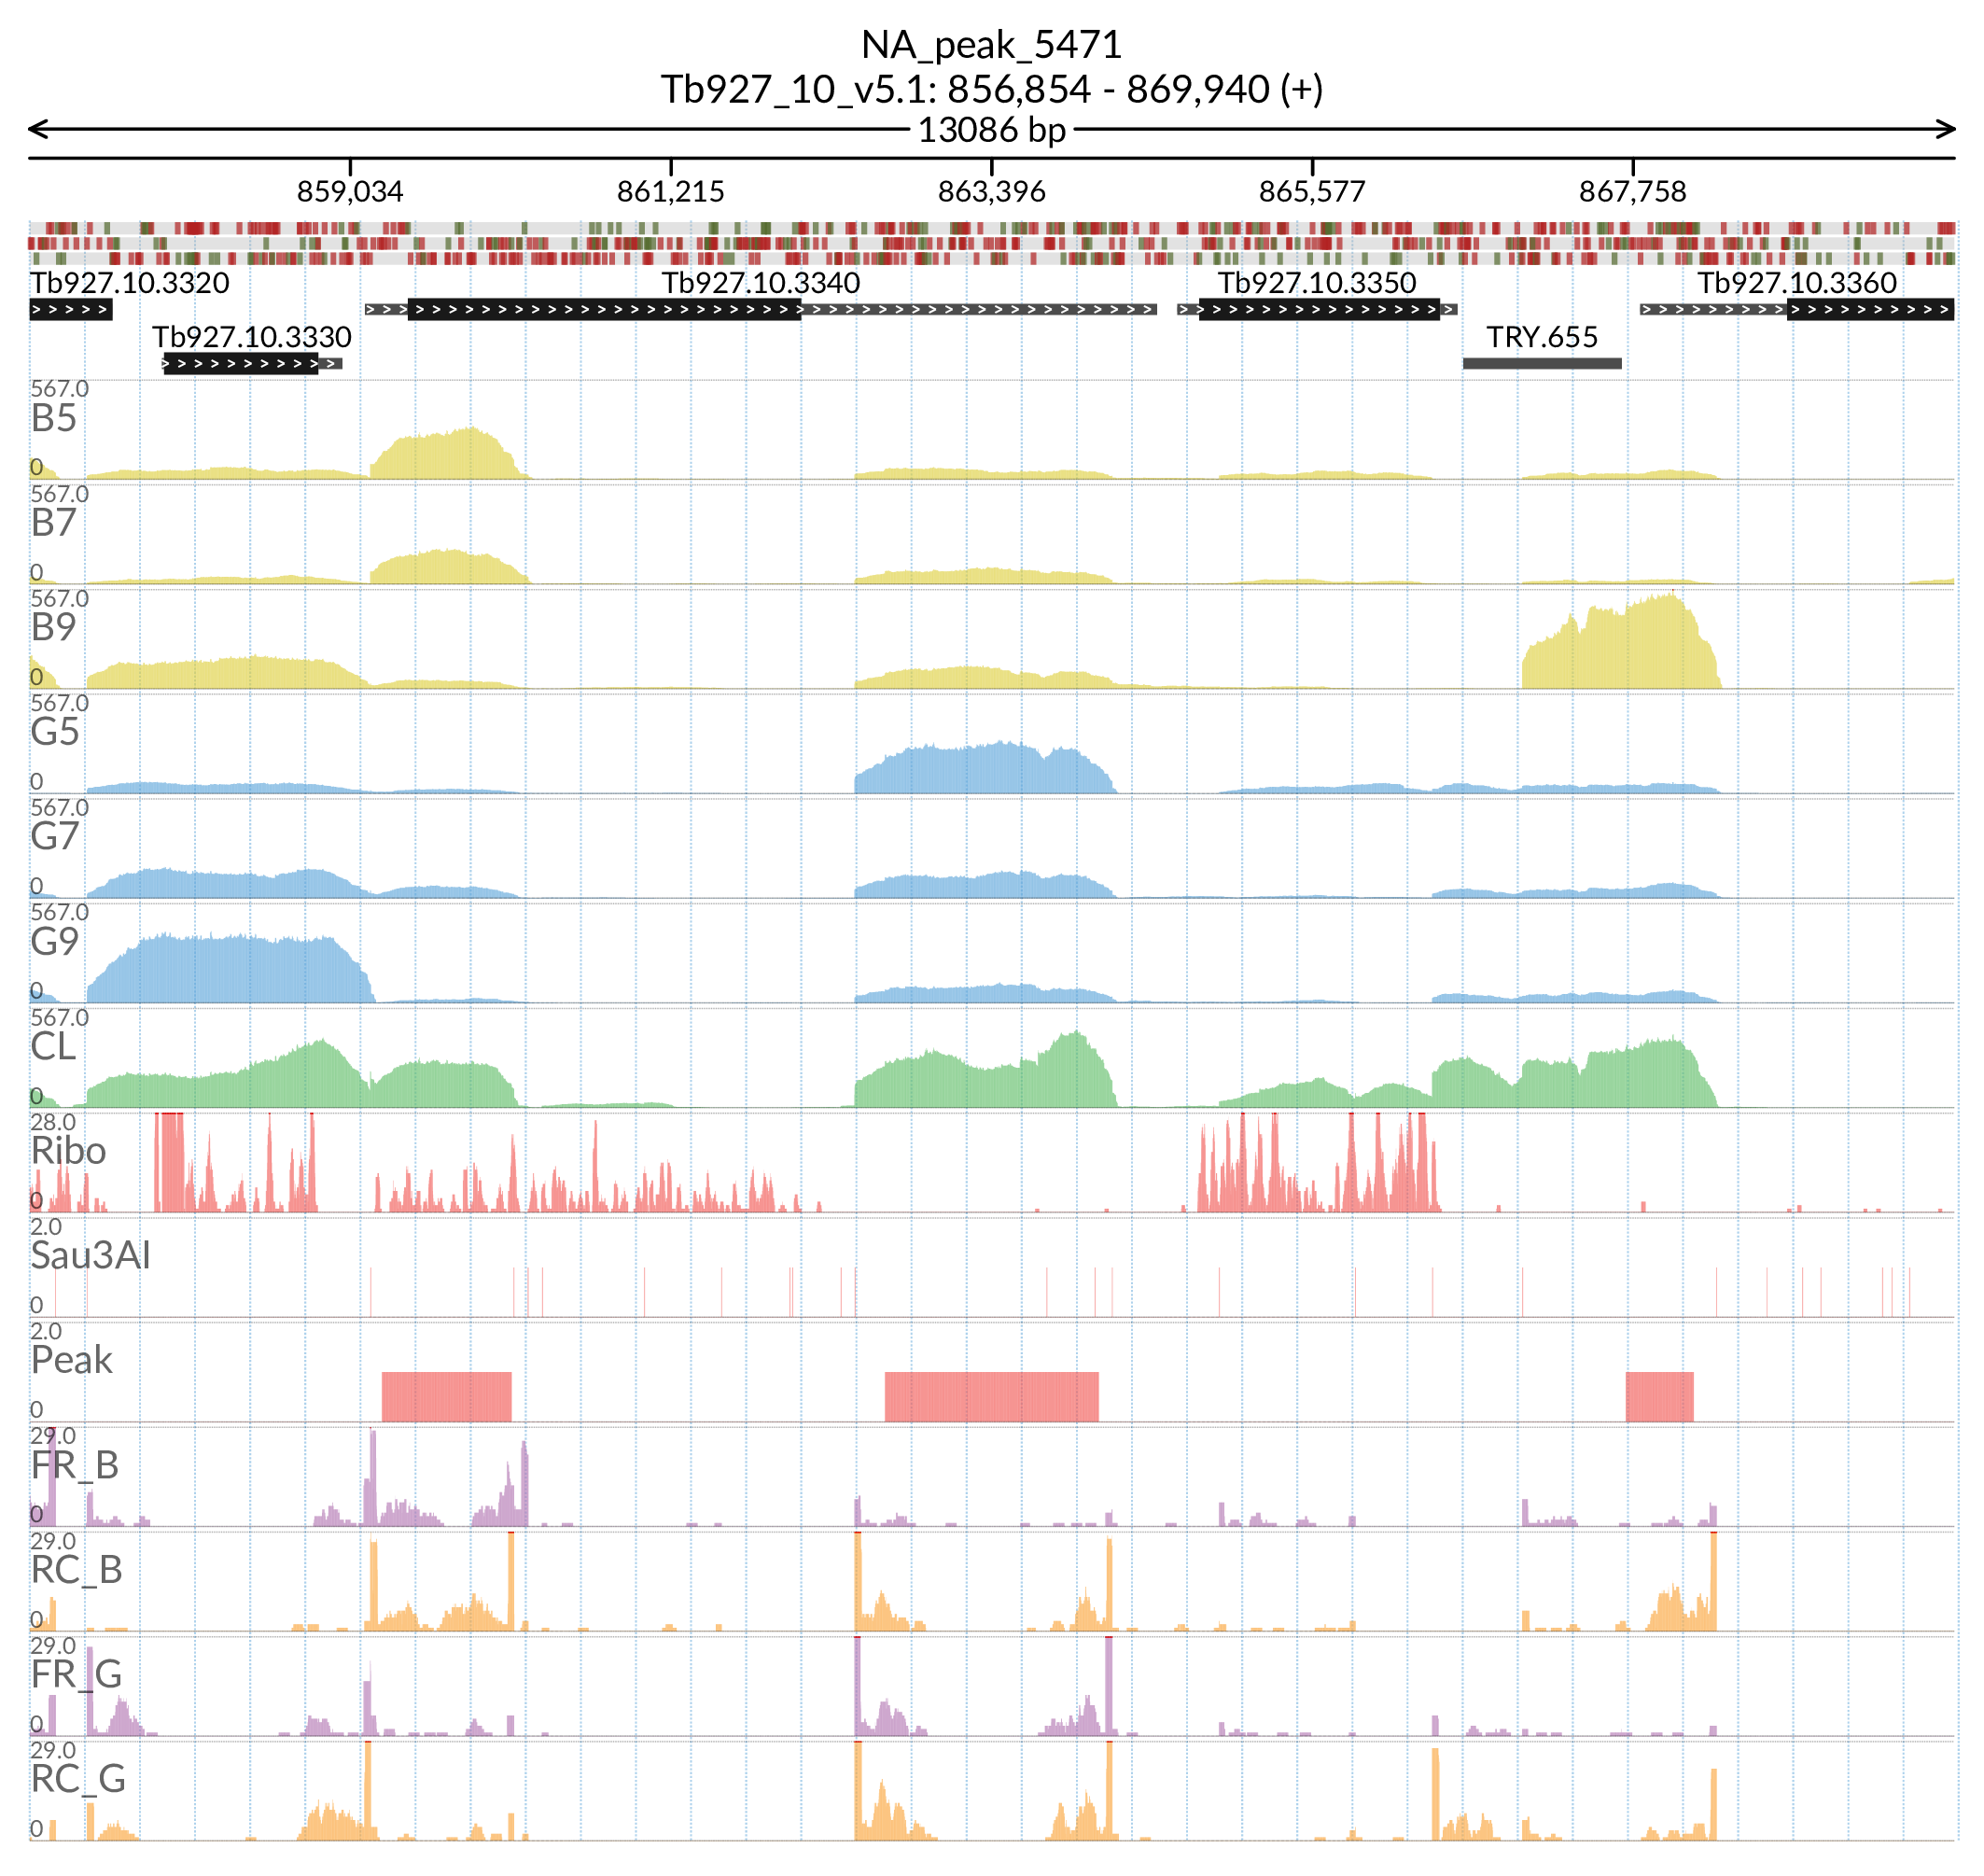 NA_peak_5471
Tb927_10_v5.1: 856,854 - 869,940 (+)
13086 bp
859,034 861,215 863,396 865,577 867,758
Tb927.10.3320 Tb927.10.3340 Tb927.10.3350 Tb927.10.3360
Tb927.10.3330 TRY.655
567.0
B5
0
567.0
B7
0
567.0
B9
0
567.0
G5
0
567.0
G7
0
567.0
G9
0
567.0
CL
0
28.0
Ribo
0
2.0
Sau3AI
0
2.0
Peak
0
29.0
FR_B
0
29.0
RC_B
0
29.0
FR_G
0
29.0
RC_G
0